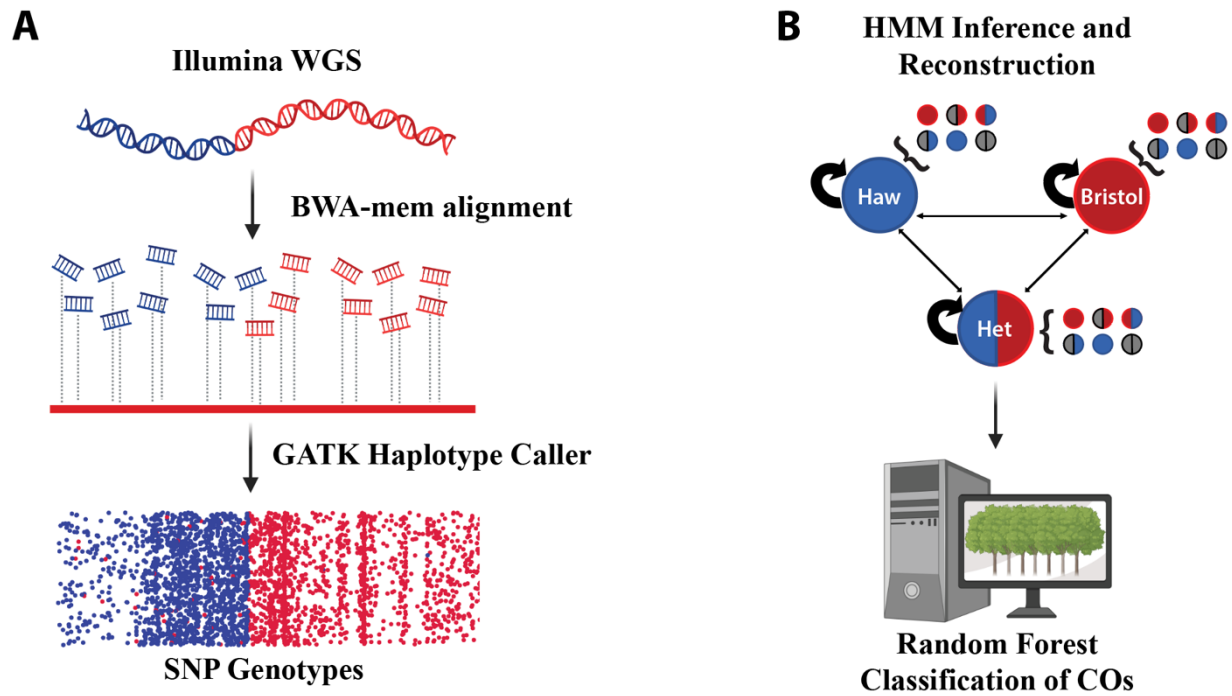 A
Illumina WGS
BWA-mem alignment
GATK Haplotype Caller
SNP Genotypes
B
HMM Inference and
Reconstruction
Haw
Bristol
Het
Random Forest
Classification of COs